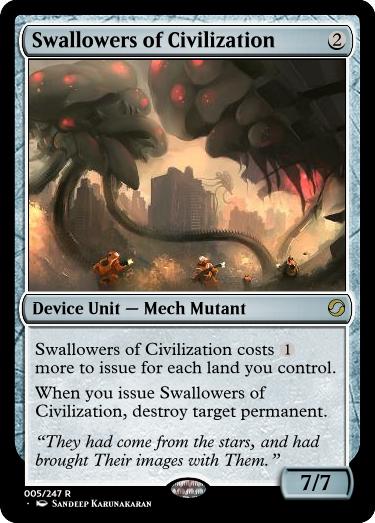 Swallowers of Civilization 2
Device Unit — Mech Mutant
Swallowers of Civilization costs 1
more to issue for each land you control.
When you issue Swallowers of
Civilization, destroy target permanent.
“They had come from the stars, and had
brought Their images with Them.”
7/7
005/247 R
· Sandeep Karunakaran